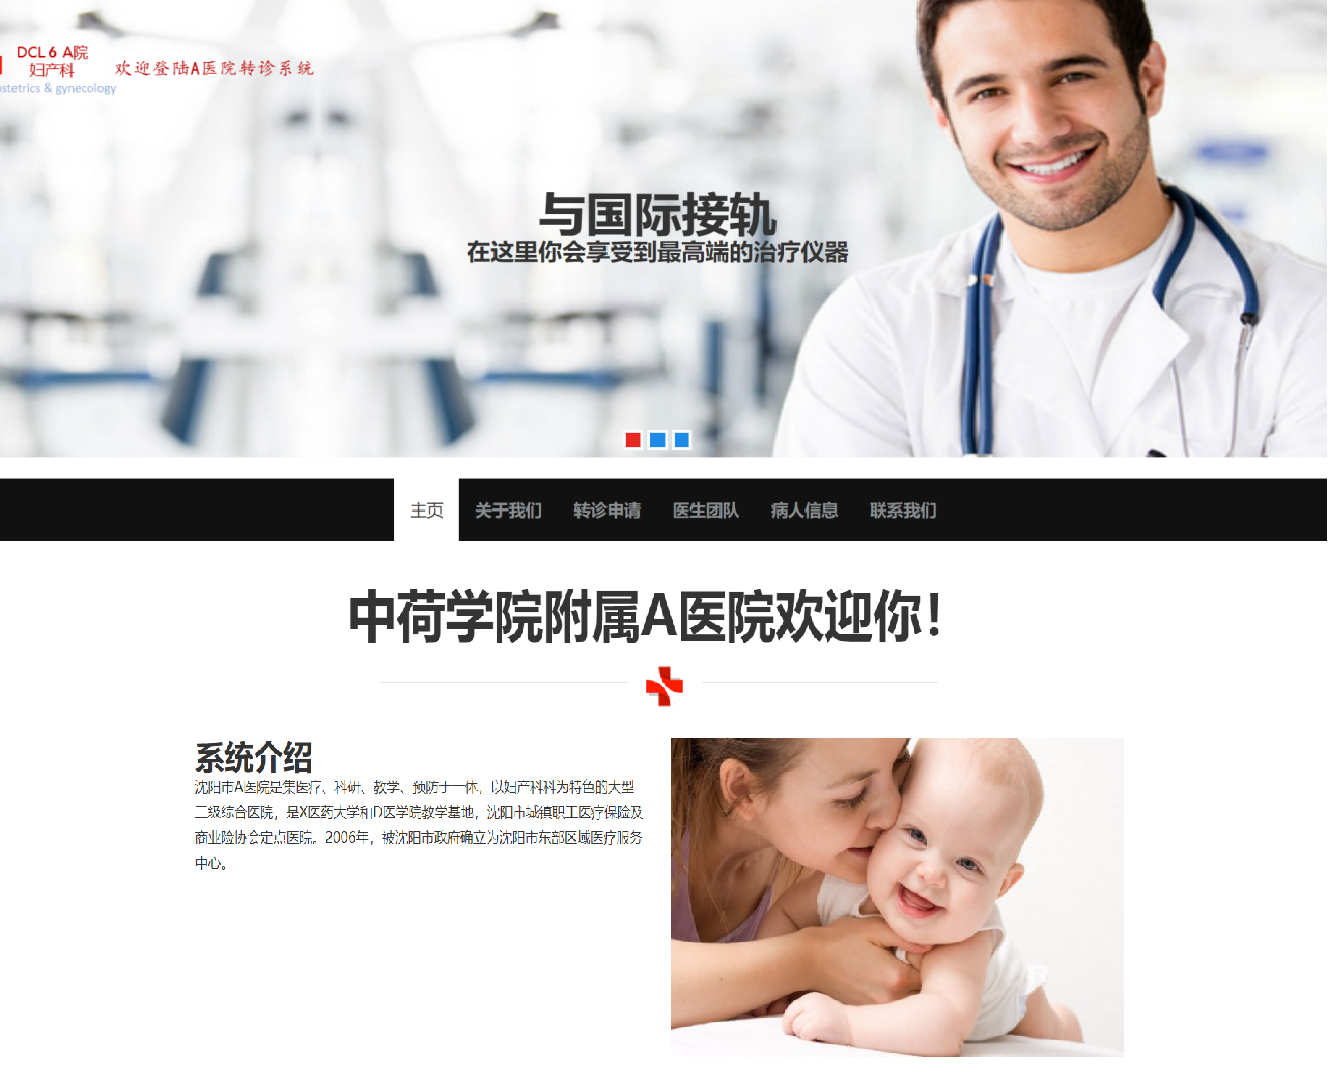 DCL 6 A院
妇产科
欢迎登陆A医院转诊系统
stetrics & gynecology
与国际接轨
在这里你会享受到最高端的治疗仪器
主页 关于我们 转诊申请 医生团队 病人信息 联系我们
中荷学院附属A医院欢迎你！
系统介绍
沈阳市A医院是集医疗、科研、教学、预防于一体，以妇产科科为特色的大型
三级综合医院，是X医药大学和D医学院教学基地，沈阳市城镇职工医疗保险及
商业险协会定点医院。2006年，被沈阳市政府确立为沈阳市东部区域医疗服务
中心。